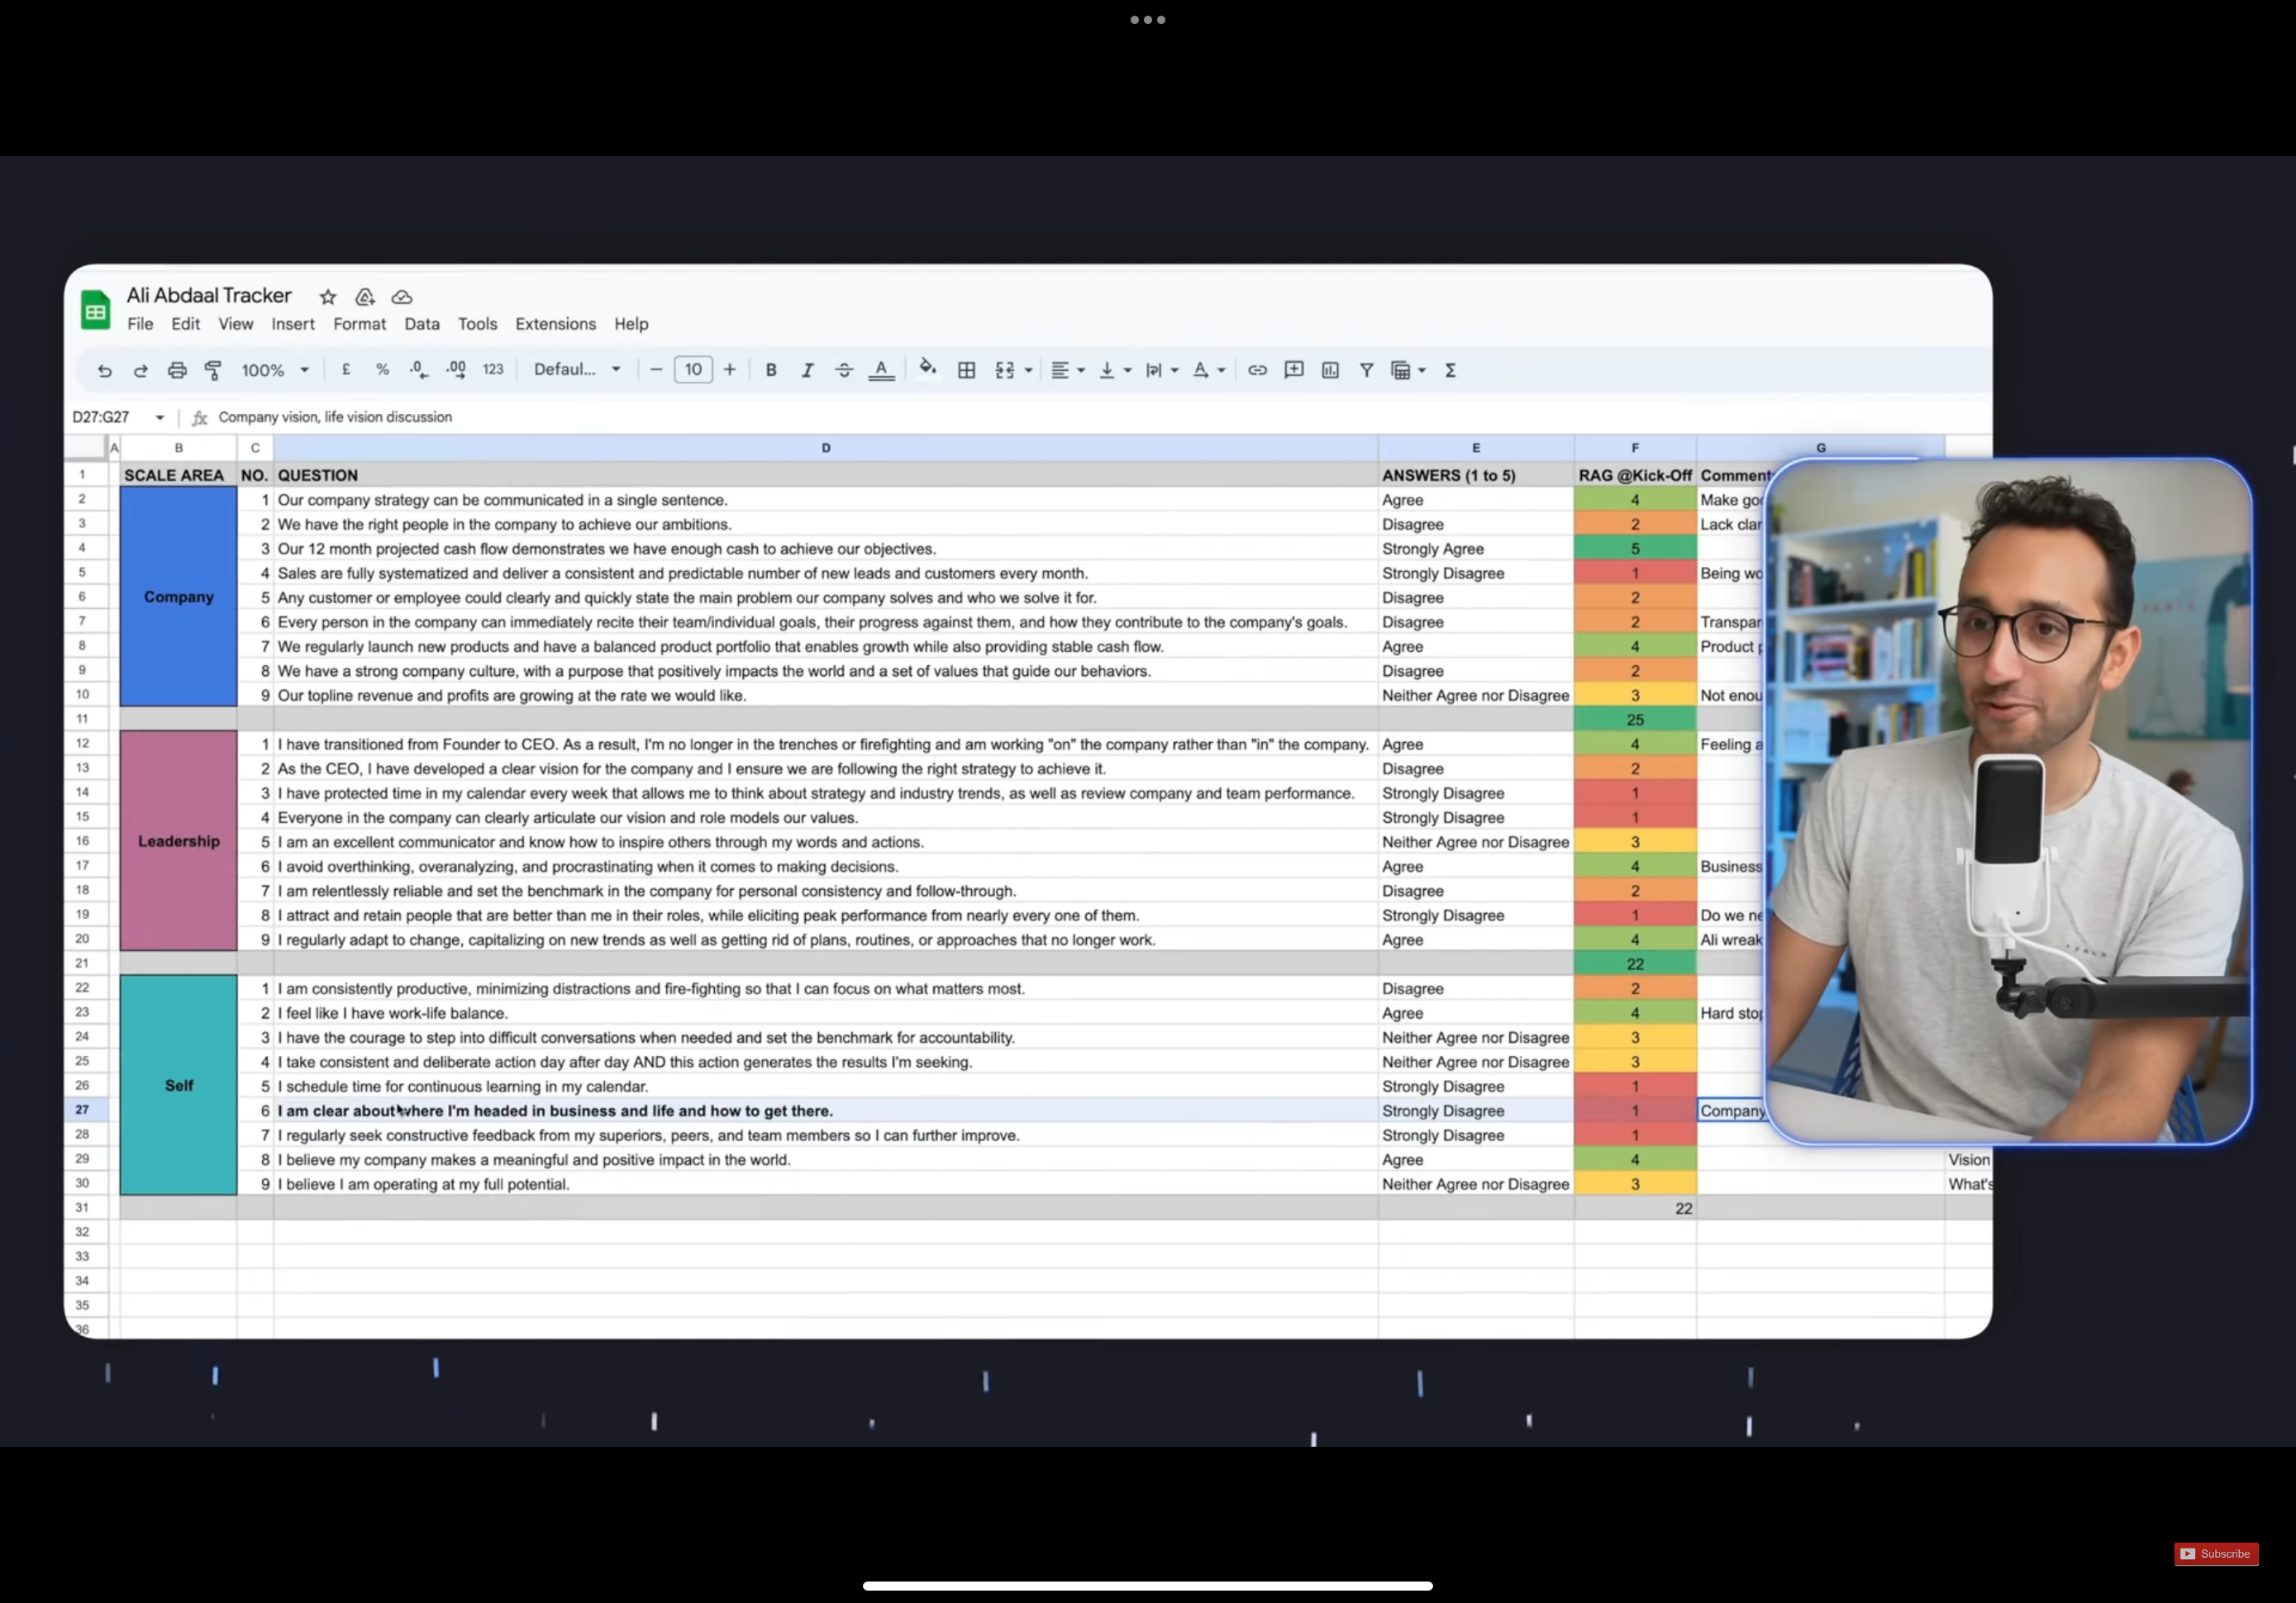 Ali Abdaal Tracker
File Edit View Insert Format Data Tools Extensions Help
100% £ % .0 .00 123 Defaul... 10 B I A
D27:G27 fx Company vision, life vision discussion
A B C D E F G
1 SCALE AREA NO. QUESTION ANSWERS (1 to 5) RAG @Kick-Off Comment
2 1 Our company strategy can be communicated in a single sentence. Agree 4 Make
3 2 We have the right people in the company to achieve our ambitions. Disagree 2 Lack
4 3 Our 12 month projected cash flow demonstrates we have enough cash to achieve our objectives. Strongly Agree 5
5 4 Sales are fully systematized and deliver a consistent and predictable number of new leads and customers every month. Strongly Disagree 1 Being
6 Company 5 Any customer or employee could clearly and quickly state the main problem our company solves and who we solve it for. Disagree 2
7 6 Every person in the company can immediately recite their team/individual goals, their progress against them, and how they contribute to the company's goals. Disagree 2 Transpar
8 7 We regularly launch new products and have a balanced product portfolio that enables growth while also providing stable cash flow. Agree 4 Product
9 8 We have a strong company culture, with a purpose that positively impacts the world and a set of values that guide our behaviors. Disagree 2
10 9 Our topline revenue and profits are growing at the rate we would like. Neither Agree nor Disagree 3 Not enou
11 25
12 1 I have transitioned from Founder to CEO. As a result, I'm no longer in the trenches or firefighting and am working "on" the company rather than "in" the company. Agree 4 Feeling a
13 2 As the CEO, I have developed a clear vision for the company and I ensure we are following the right strategy to achieve it. Disagree 2
14 3 I have protected time in my calendar every week that allows me to think about strategy and industry trends, as well as review company and team performance. Strongly Disagree 1
15 4 Everyone in the company can clearly articulate our vision and role models our values. Strongly Disagree 1
16 Leadership 5 I am an excellent communicator and know how to inspire others through my words and actions. Neither Agree nor Disagree 3
17 6 I avoid overthinking, overanalyzing, and procrastinating when it comes to making decisions. Agree 4 Business
18 7 I am relentlessly reliable and set the benchmark in the company for personal consistency and follow-through. Disagree 2
19 8 I attract and retain people that are better than me in their roles, while eliciting peak performance from nearly every one of them. Strongly Disagree 1 Do we ne
20 9 I regularly adapt to change, capitalizing on new trends as well as getting rid of plans, routines, or approaches that no longer work. Agree 4 Ali wreak
21 22
22 1 I am consistently productive, minimizing distractions and fire-fighting so that I can focus on what matters most. Disagree 2
23 2 I feel like I have work-life balance. Agree 4 Hard stop
24 3 I have the courage to step into difficult conversations when needed and set the benchmark for accountability. Neither Agree nor Disagree 3
25 4 I take consistent and deliberate action day after day AND this action generates the results I'm seeking. Neither Agree nor Disagree 3
26 Self 5 I schedule time for continuous learning in my calendar. Strongly Disagree 1
27 6 I am clear about where I'm headed in business and life and how to get there. Strongly Disagree 1 Company
28 7 I regularly seek constructive feedback from my superiors, peers, and team members so I can further improve. Strongly Disagree 1
29 8 I believe my company makes a meaningful and positive impact in the world. Agree 4 Vision
30 9 I believe I am operating at my full potential. Neither Agree nor Disagree 3 What's
31 22
32
33
34
35
36
Subscribe